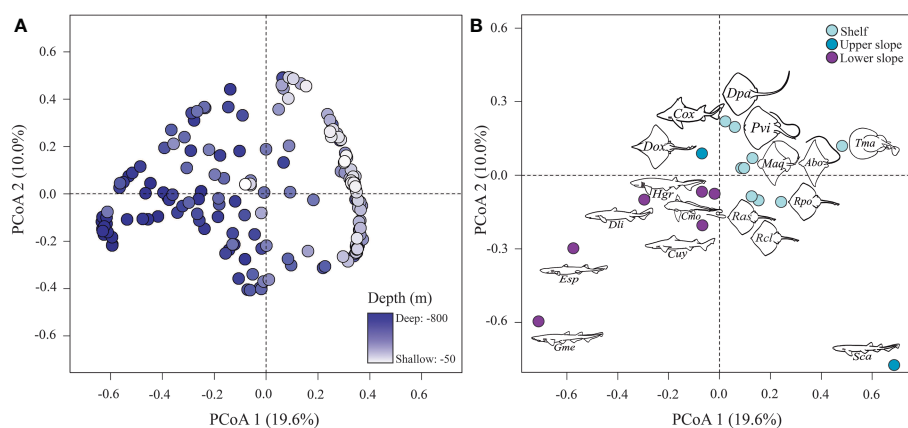 A
B
0.6
0.4
0.2
0.0
-0.2
-0.4
-0.6
PCoA 2 (10.0%)
-0.6
-0.4
-0.2
0.0
0.2
0.4
0.6
PCoA 1 (19.6%)
Depth (m)
Deep: -800
Shallow: -50
0.6
0.3
0.0
-0.3
-0.6
PCoA 2 (10.0%)
-0.6
-0.4
-0.2
0.0
0.2
0.4
0.6
PCoA 1 (19.6%)
Shelf
Upper slope
Lower slope
Dpa
Cox
Pvi
Dox
Maq
Abo
Tma
Hgr
Cmo
Rpo
Dli
Ras
Rcl
Cuy
Esp
Gme
Sca